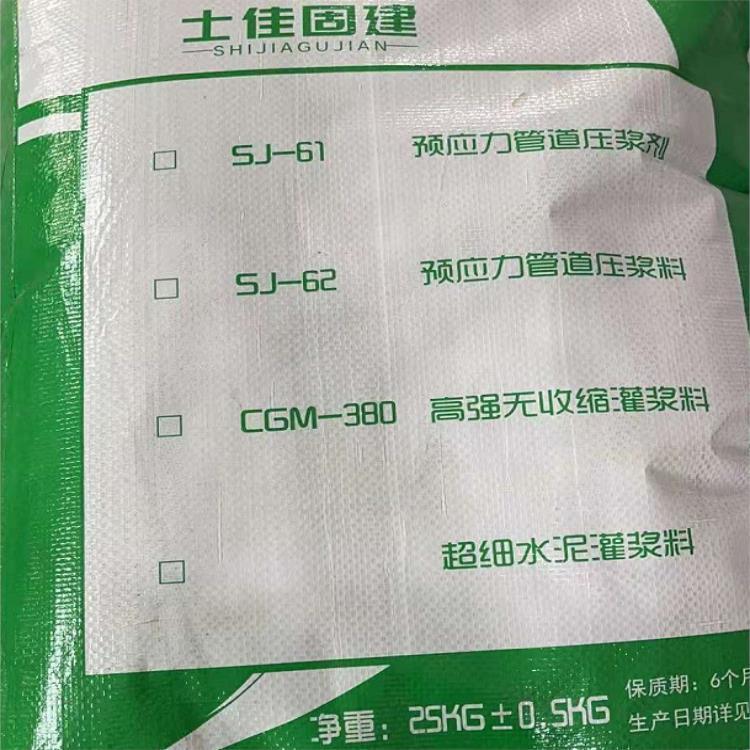 士佳固建
SHIJIAGUJIAN
□ SJ-61 预应力管道压浆剂
□ SJ-62 预应力管道压浆料
□ CGM-380 高强无收缩灌浆料
□ 超细水泥灌浆料
净重：25KG±0.5KG
保质期：6个月
生产日期详见